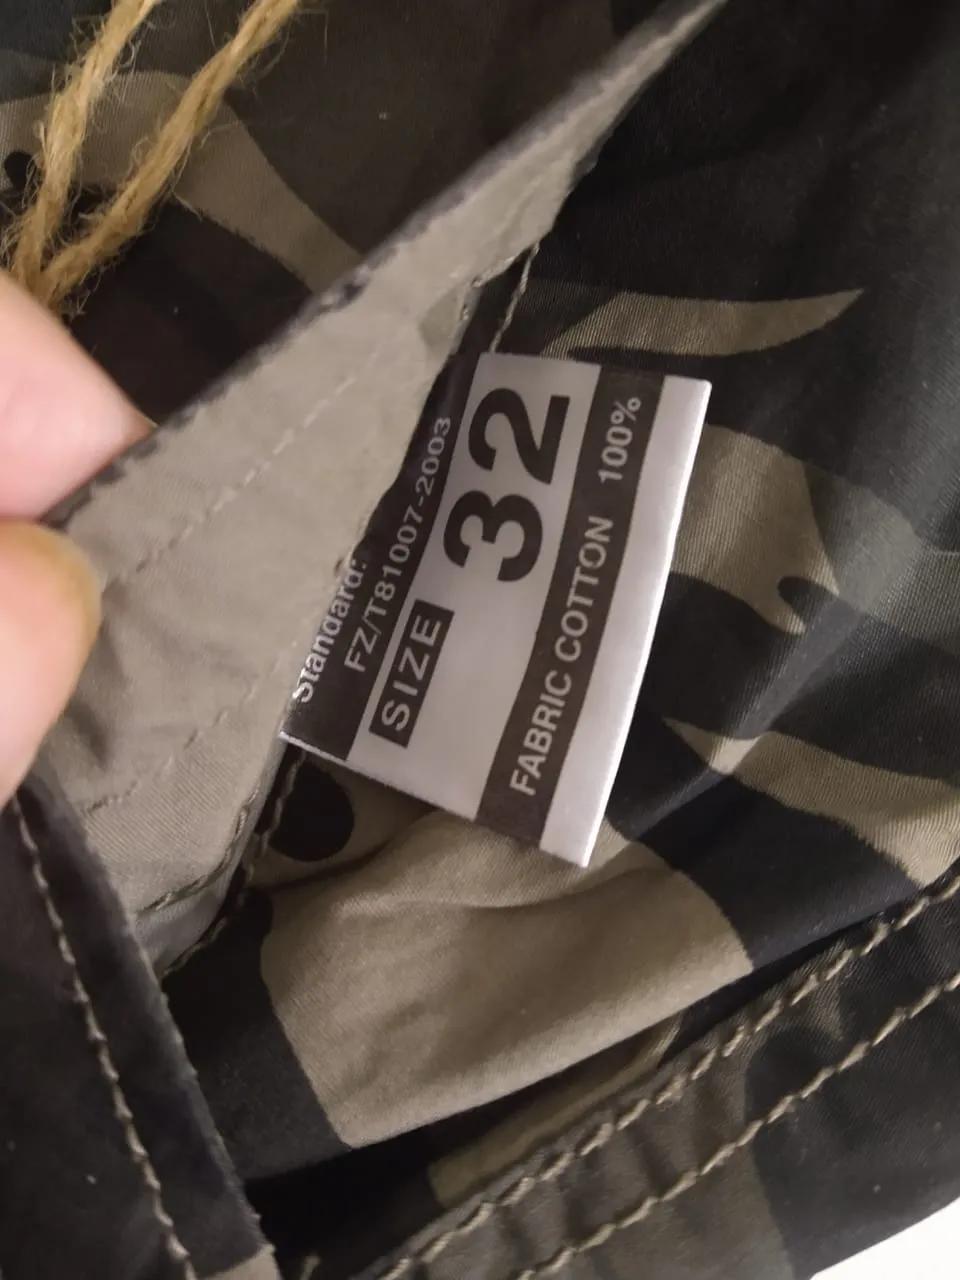 Standard:
FZ/T81007-2003
SIZE 32
FABRIC COTTON 100%